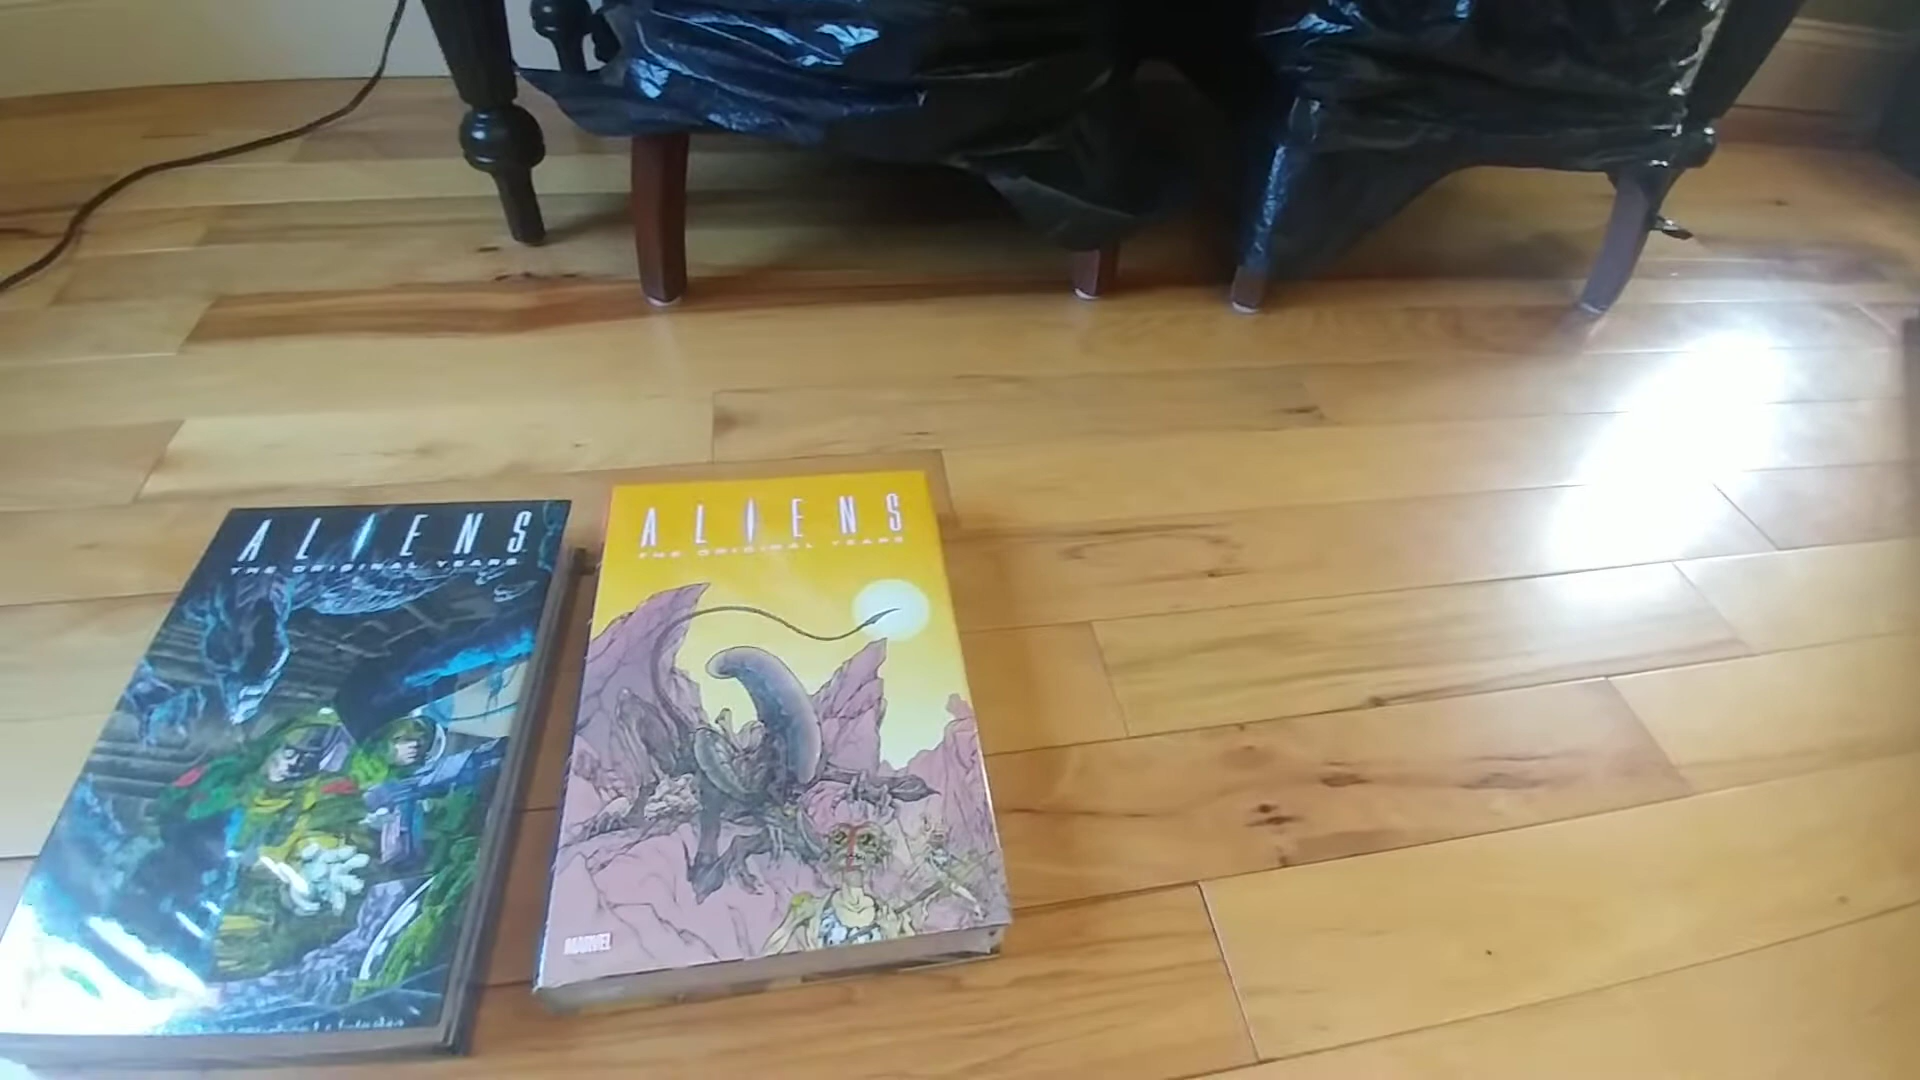 ALIENS
THE ORIGINAL YEARS
ALIENS
THE ORIGINAL YEARS
MARVEL